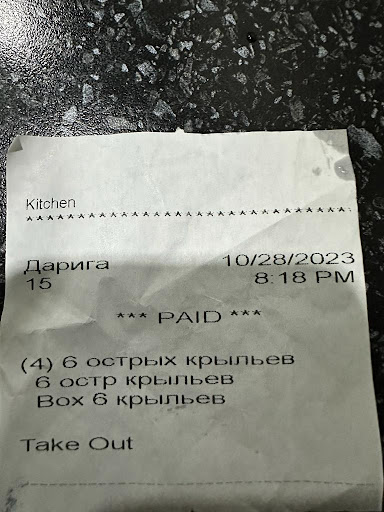 Kitchen
****************************************
Дарига 10/28/2023
15 8:18 PM
*** PAID ***
(4) 6 острых крыльев
6 остр крыльев
Box 6 крыльев
Take Out